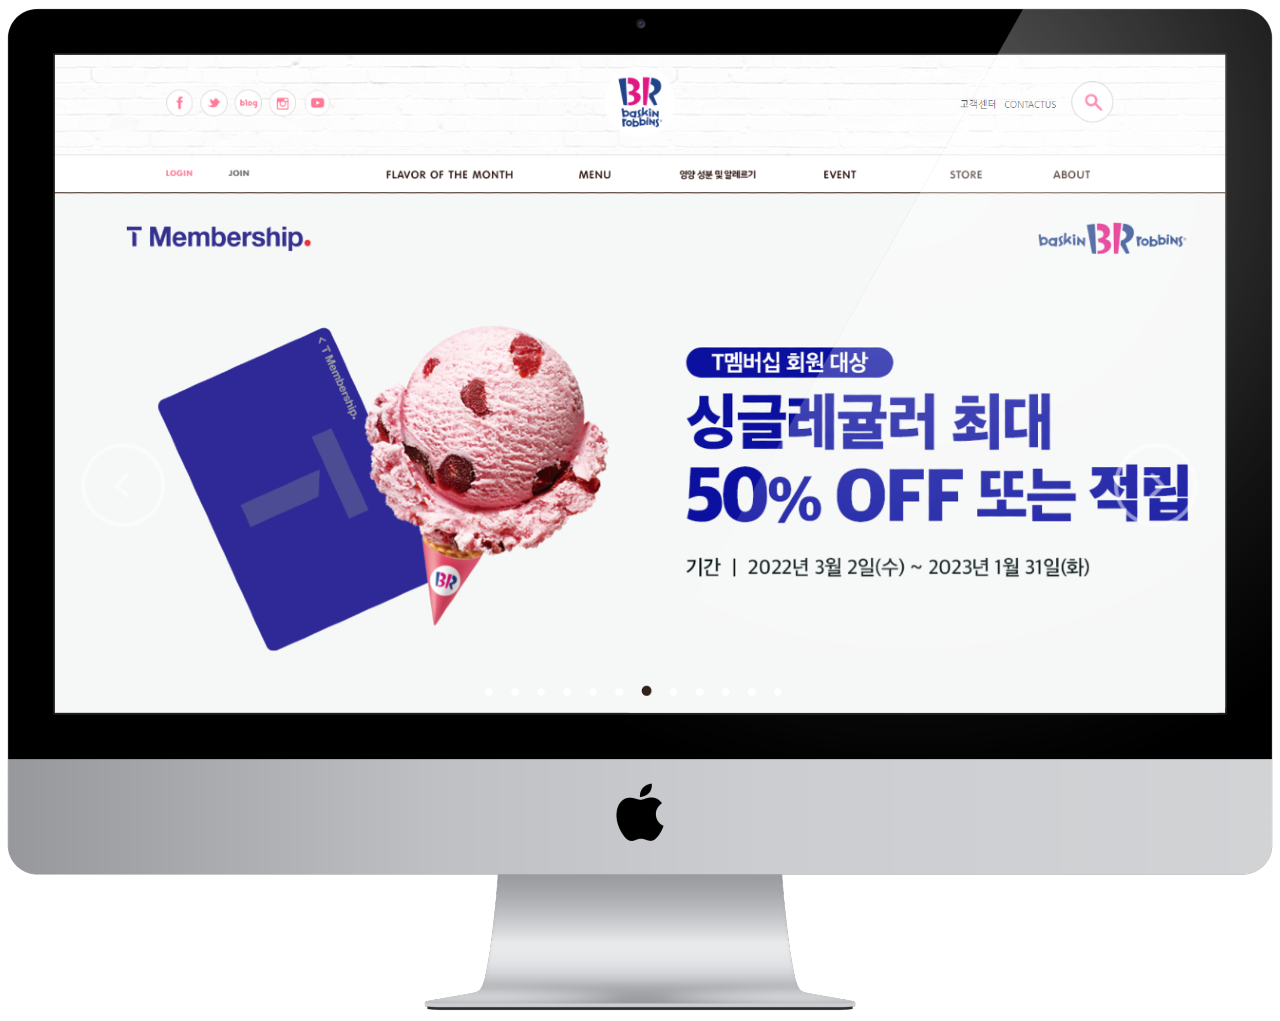 blog
BR
baskin
robbins
고객센터 CONTACTUS
LOGIN JOIN FLAVOR OF THE MONTH MENU 영양 성분 및 알레르기 EVENT STORE ABOUT
T Membership.
baskin BR robbins
< T Membership.
T
BR
T멤버십 회원 대상
싱글레귤러 최대
50% OFF 또는 적립
기간 | 2022년 3월 2일(수) ~ 2023년 1월 31일(화)